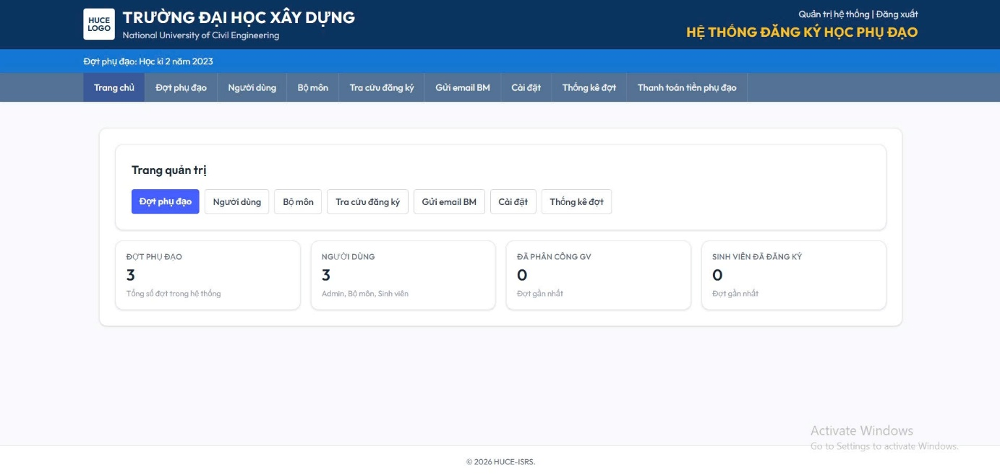 HUCE
LOGO
TRƯỜNG ĐẠI HỌC XÂY DỰNG
National University of Civil Engineering
Quản trị hệ thống | Đăng xuất
HỆ THỐNG ĐĂNG KÝ HỌC PHỤ ĐẠO
Đợt phụ đạo: Học kì 2 năm 2023
Trang chủ Đợt phụ đạo Người dùng Bộ môn Tra cứu đăng ký Gửi email BM Cài đặt Thống kê đợt Thanh toán tiền phụ đạo
Trang quản trị
Đợt phụ đạo Người dùng Bộ môn Tra cứu đăng ký Gửi email BM Cài đặt Thống kê đợt
ĐỢT PHỤ ĐẠO
3
Tổng số đợt trong hệ thống
NGƯỜI DÙNG
3
Admin, Bộ môn, Sinh viên
ĐÃ PHÂN CÔNG GV
0
Đợt gần nhất
SINH VIÊN ĐÃ ĐĂNG KÝ
0
Đợt gần nhất
Activate Windows
Go to Settings to activate Windows.
© 2026 HUCE-ISRS.